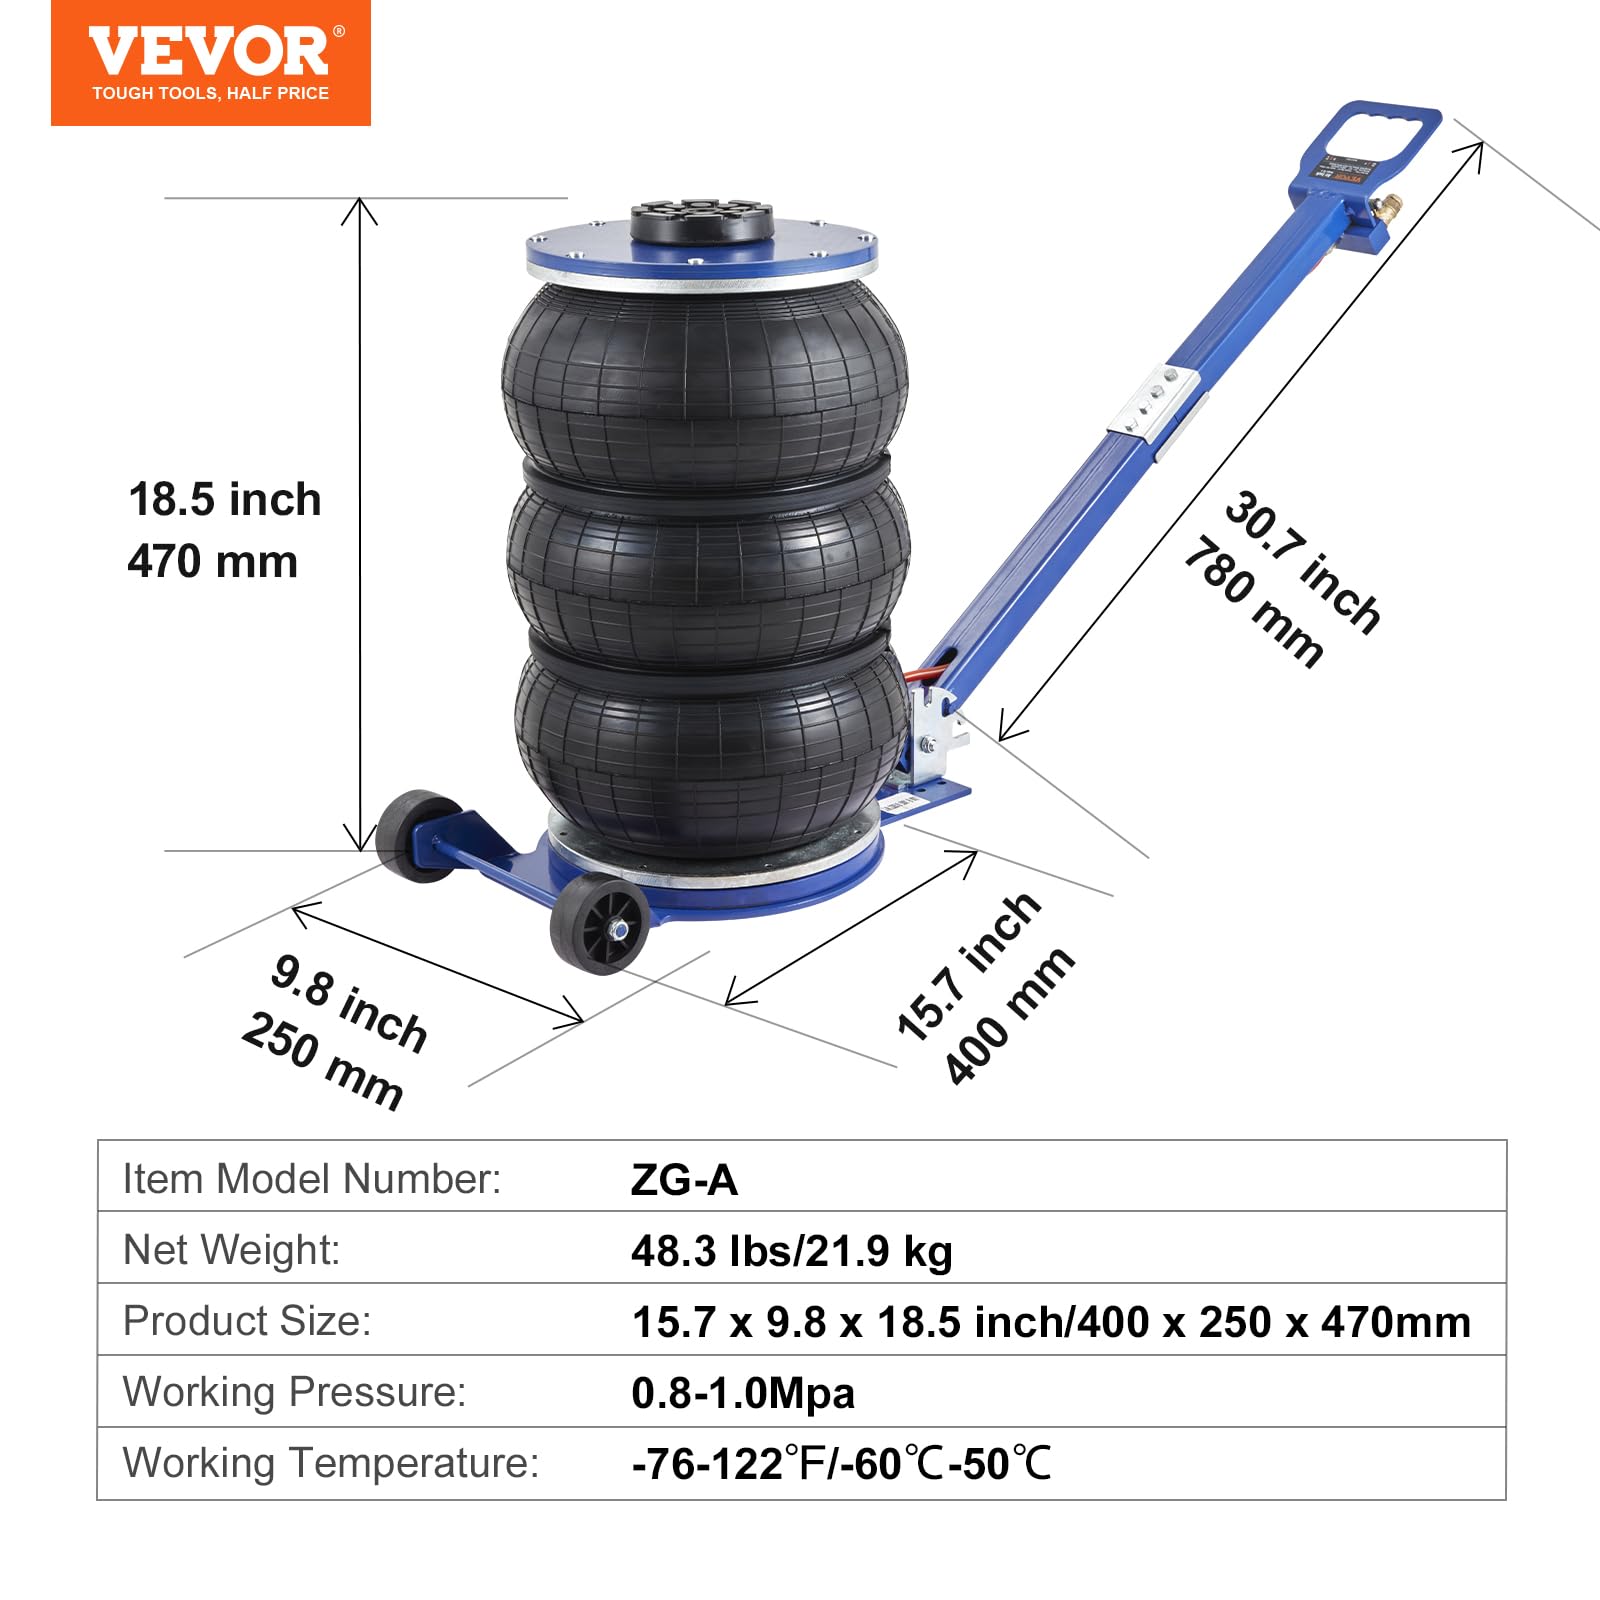 VEVOR®
TOUGH TOOLS, HALF PRICE
VEVOR
18.5 inch
470 mm
30.7 inch
780 mm
9.8 inch
250 mm
15.7 inch
400 mm
Item Model Number: ZG-A
Net Weight: 48.3 lbs/21.9 kg
Product Size: 15.7 x 9.8 x 18.5 inch/400 x 250 x 470mm
Working Pressure: 0.8-1.0Mpa
Working Temperature: -76-122℉/-60℃-50℃